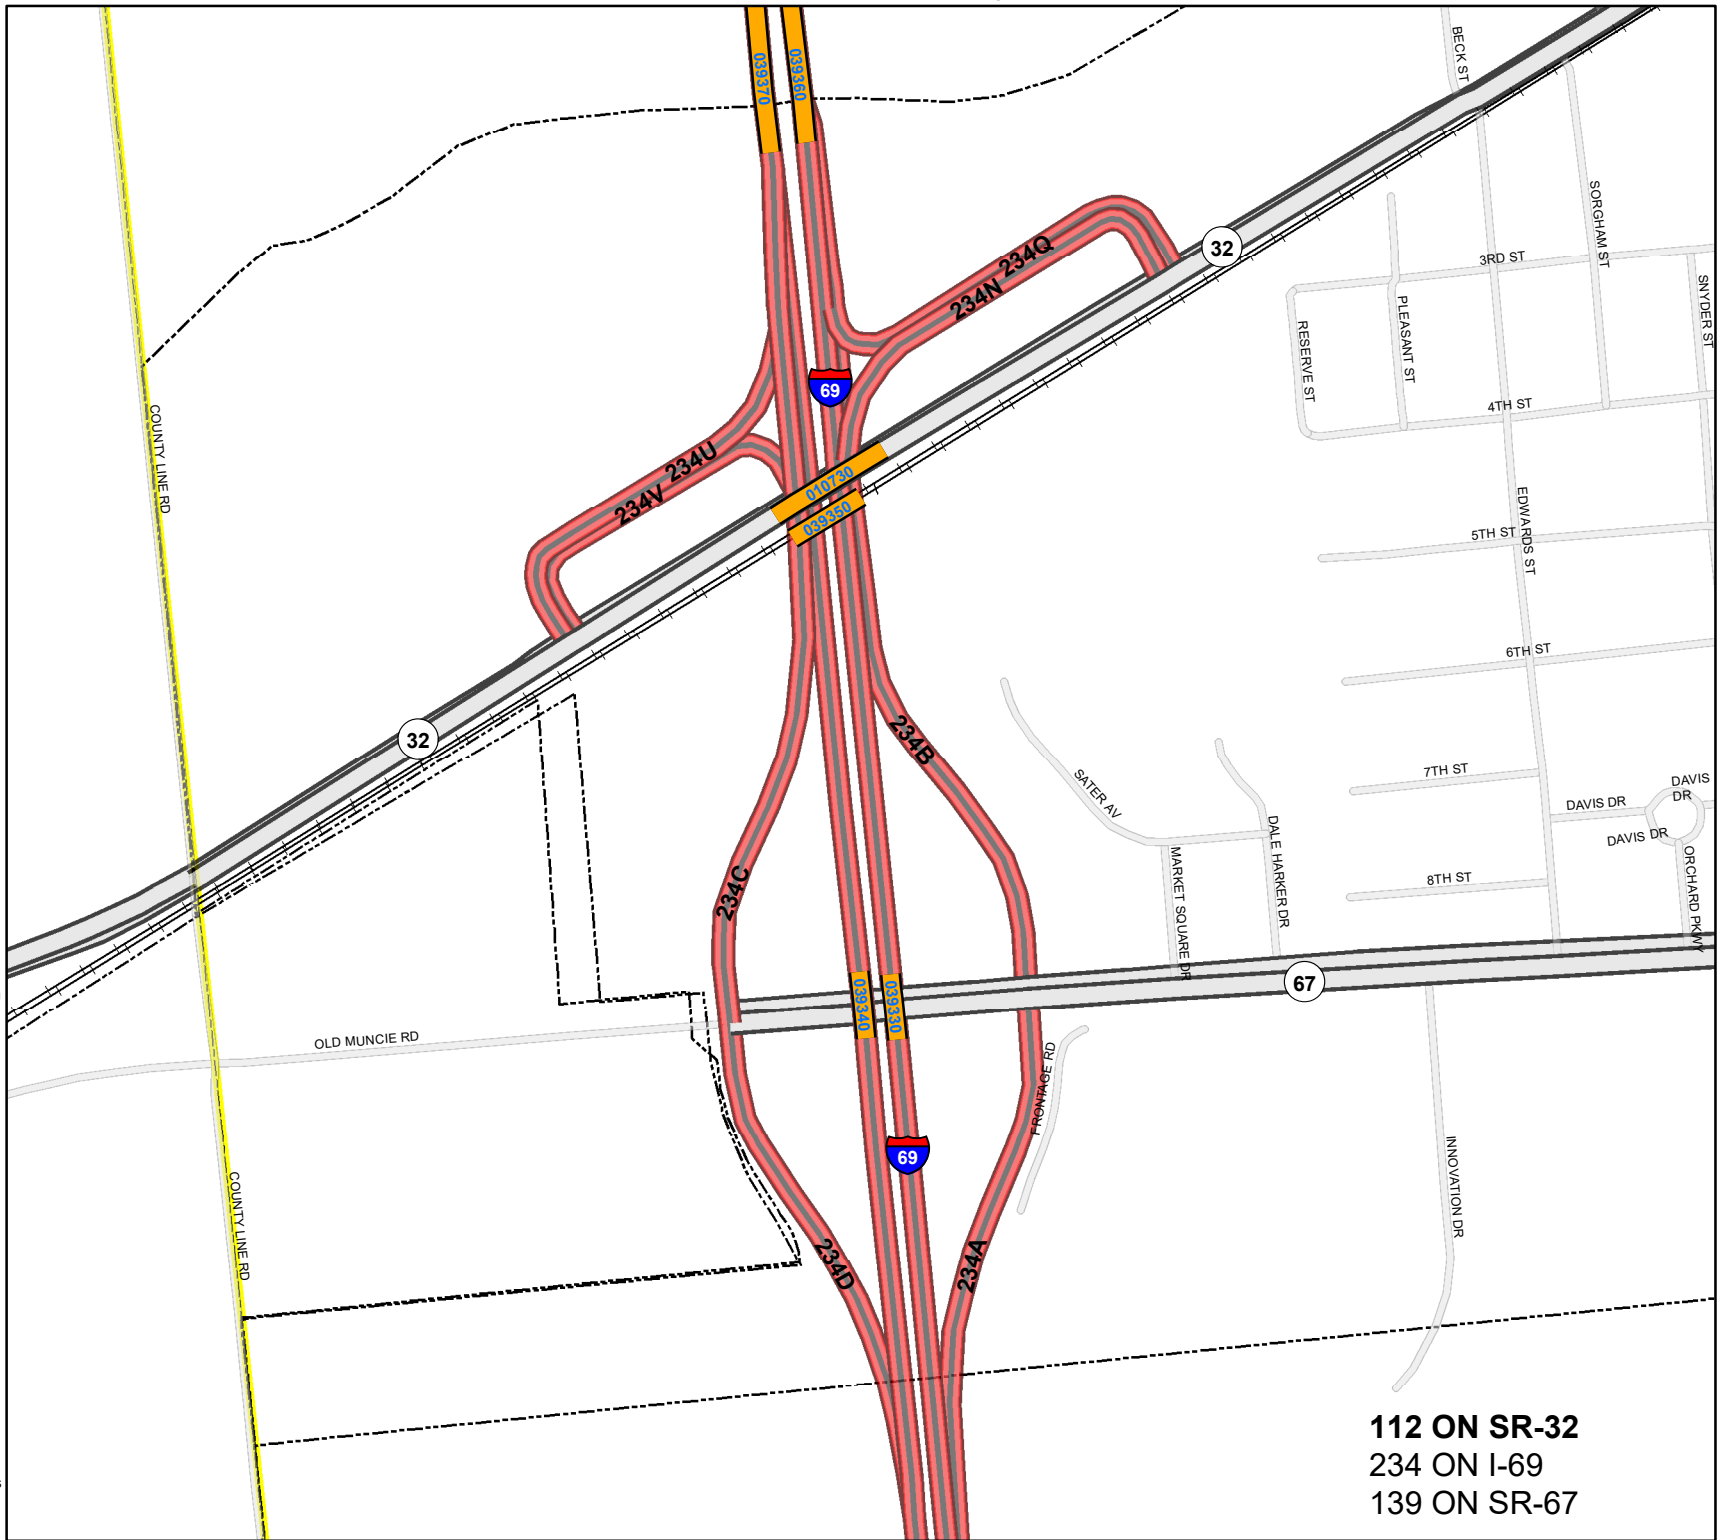 039370
039360
BECK ST
32
234Q
234N
3RD ST
SORGHAM ST
SNYDER ST
RESERVE ST
PLEASANT ST
69
4TH ST
COUNTY LINE RD
234U
234V
010730
039350
EDWARDS ST
5TH ST
6TH ST
32
234B
SATER AV
7TH ST
DAVIS
DR
DAVIS DR
DAVIS DR
DALE HARKER DR
MARKET SQUARE DR
ORCHARD PKWY
8TH ST
234C
039340
039330
67
OLD MUNCIE RD
FRONTAGE RD
69
INNOVATION DR
COUNTY LINE RD
234D
234A
112 ON SR-32
234 ON I-69
139 ON SR-67